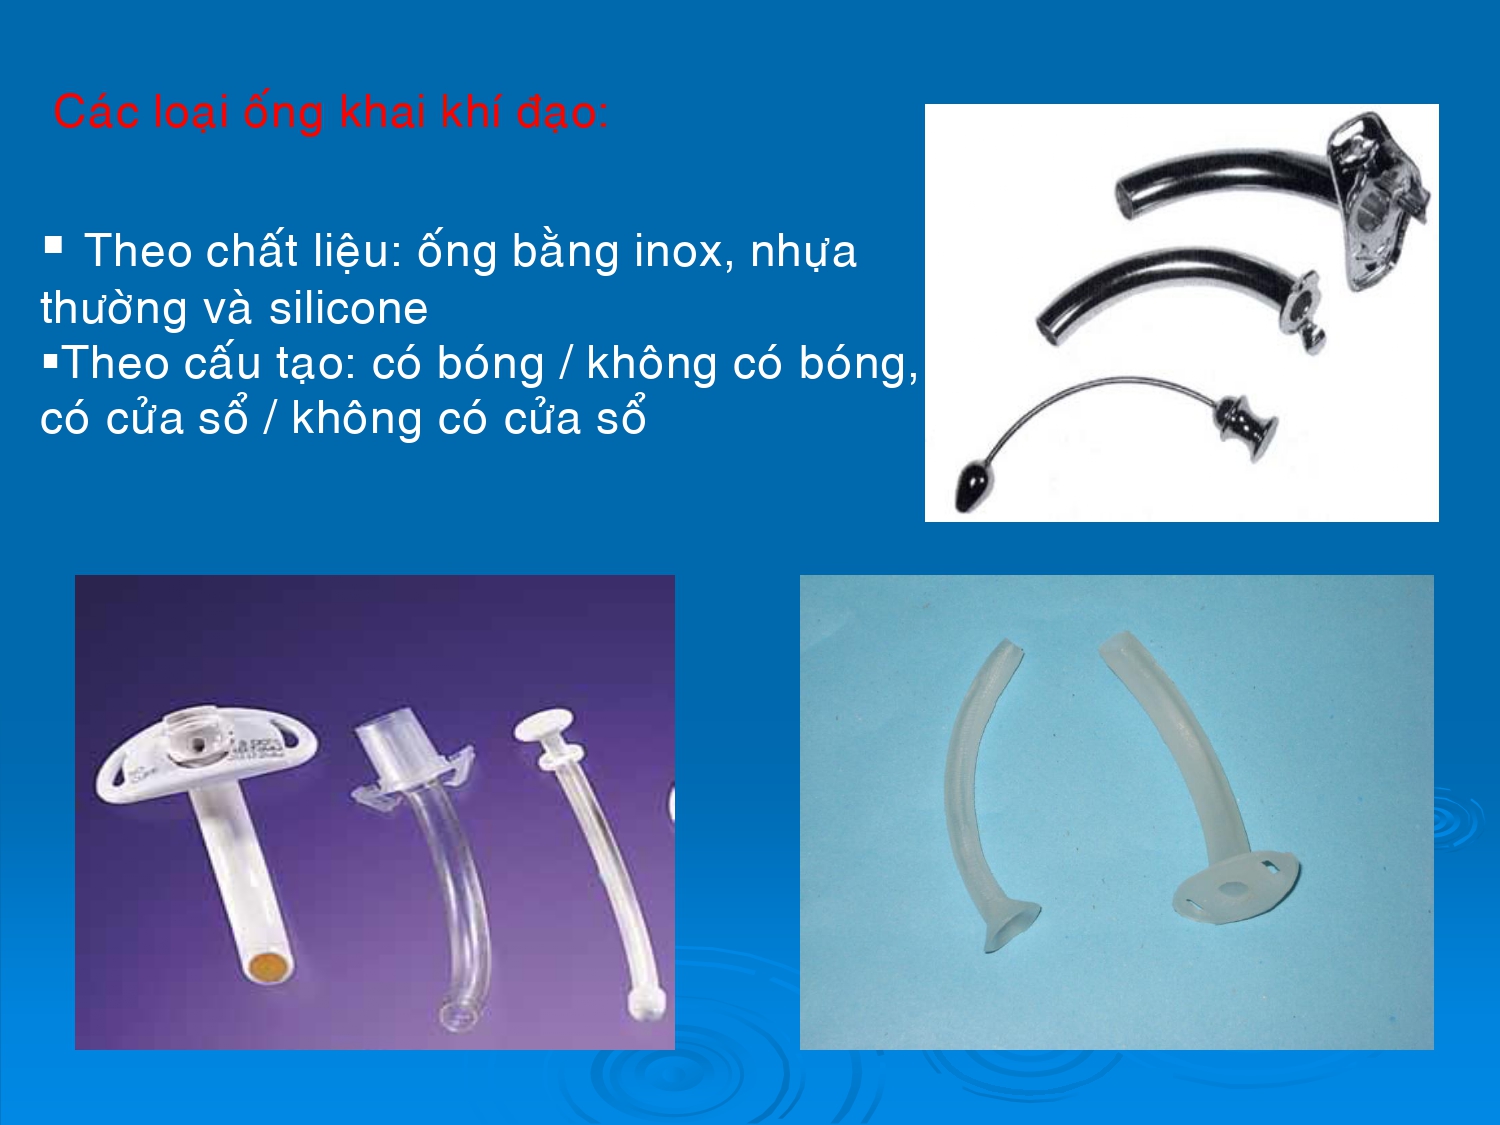 Các loại ống khai khí đạo:
▪ Theo chất liệu: ống bằng inox, nhựa
thường và silicone
▪Theo cấu tạo: có bóng / không có bóng,
có cửa sổ / không có cửa sổ